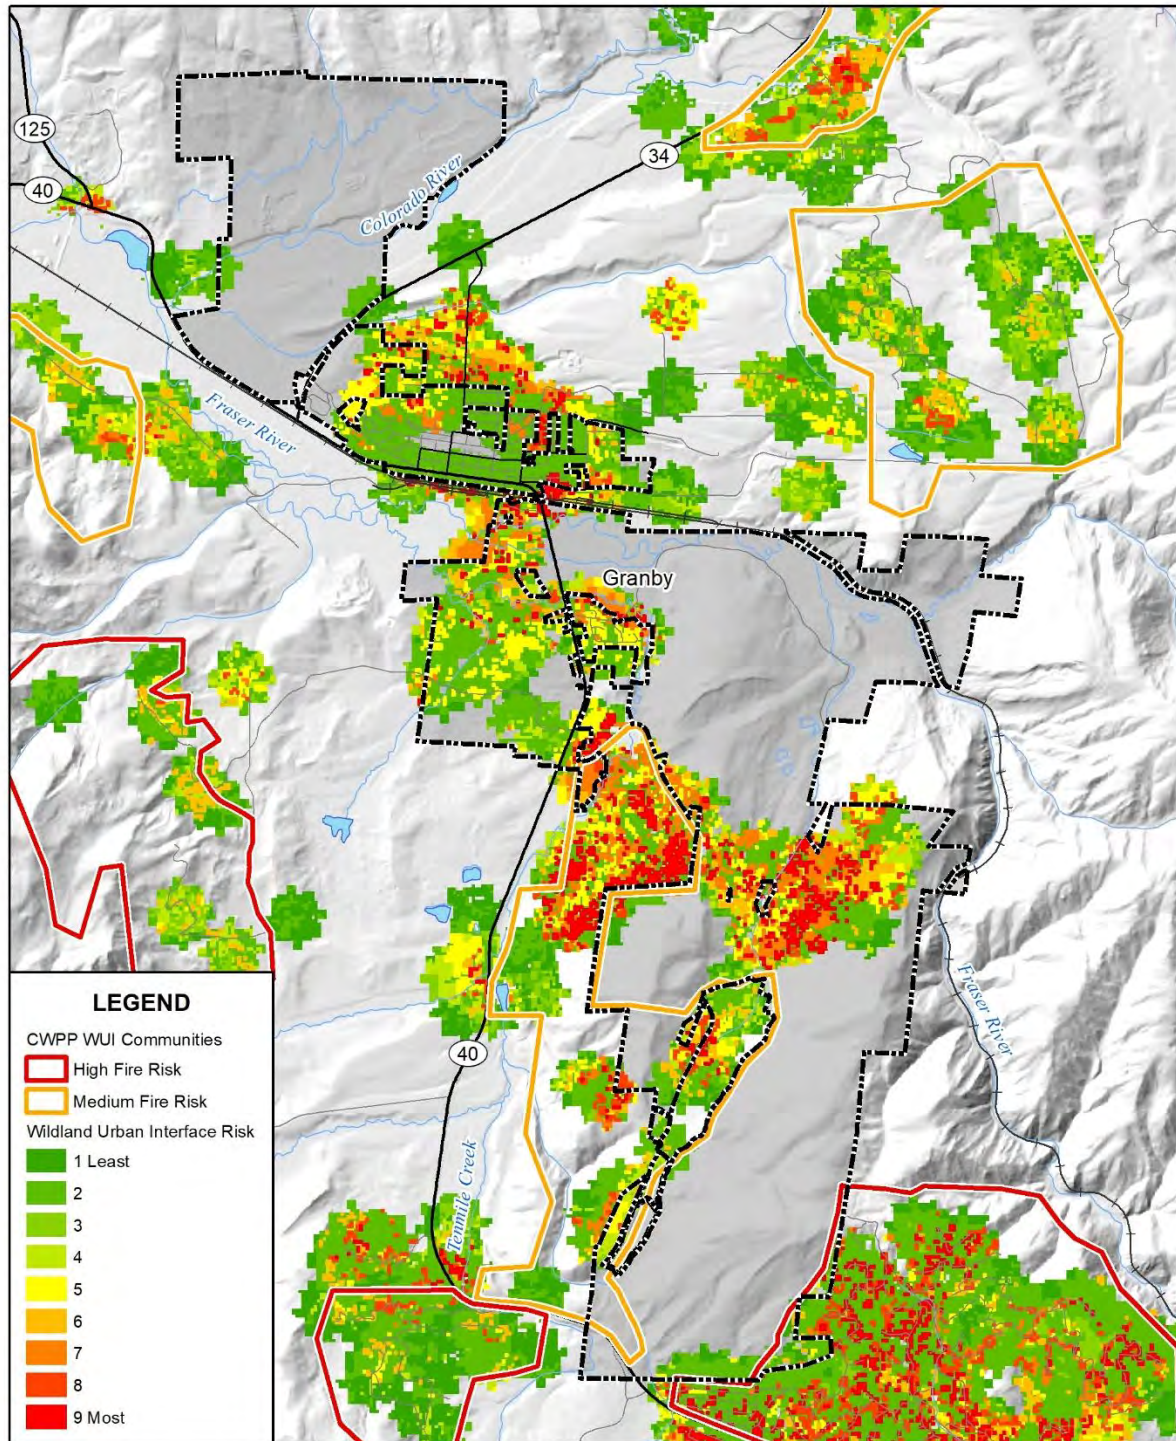 125
40
34
Colorado River
Fraser River
Granby
Fraser River
40
Tenmile Creek
LEGEND
CWPP WUI Communities
High Fire Risk
Medium Fire Risk
Wildland Urban Interface Risk
1 Least
2
3
4
5
6
7
8
9 Most